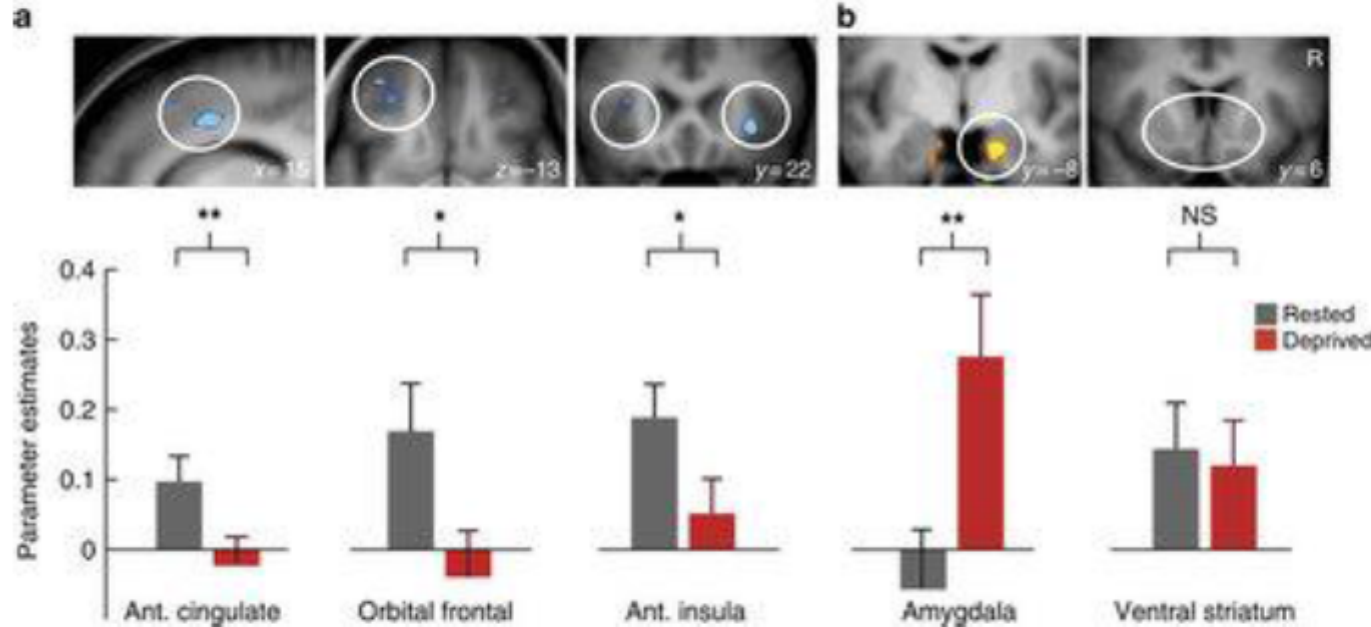 a
b
x=15
z=−13
y=22
y=−8
R
y=6
**
*
*
**
NS
0.4
0.3
0.2
0.1
0
Parameter estimates
Rested
Deprived
Ant. cingulate
Orbital frontal
Ant. insula
Amygdala
Ventral striatum